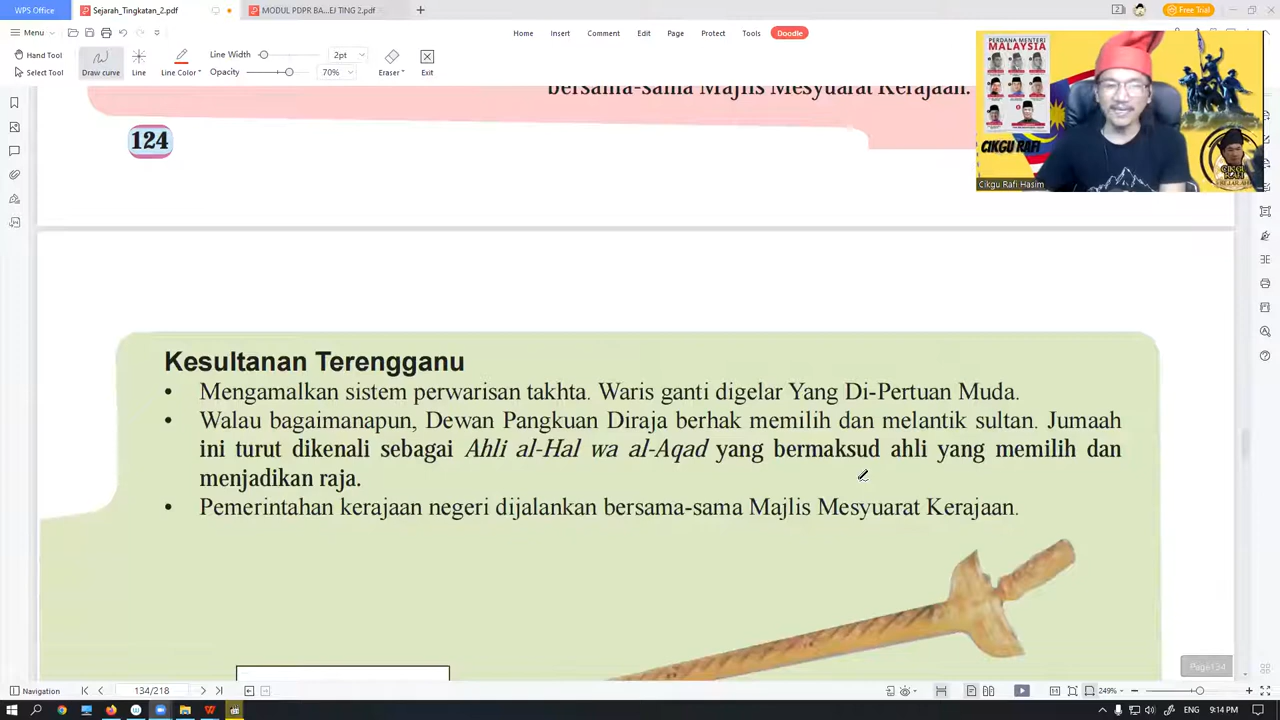 WPS Office
Sejarah_Tingkatan_2.pdf
MODUL PDPR BA...EJ TING 2.pdf
Free Trial
Menu
Home
Insert
Comment
Edit
Page
Protect
Tools
Doodle
Hand Tool
Select Tool
Draw curve
Line
Line Color
Line Width
2pt
Opacity
70%
Eraser
Exit
PERDANA MENTERI
MALAYSIA
CIKGU RAFI
CIKGU
RAFI
Cikgu Rafi Hasim
bersama-sama Majlis Mesyuarat Kerajaan.
124
Kesultanan Terengganu
• Mengamalkan sistem perwarisan takhta. Waris ganti digelar Yang Di-Pertuan Muda.
• Walau bagaimanapun, Dewan Pangkuan Diraja berhak memilih dan melantik sultan. Jumaah
ini turut dikenali sebagai Ahli al-Hal wa al-Aqad yang bermaksud ahli yang memilih dan
menjadikan raja.
• Pemerintahan kerajaan negeri dijalankan bersama-sama Majlis Mesyuarat Kerajaan.
Page134
Navigation
134/218
249%
ENG
9:14 PM